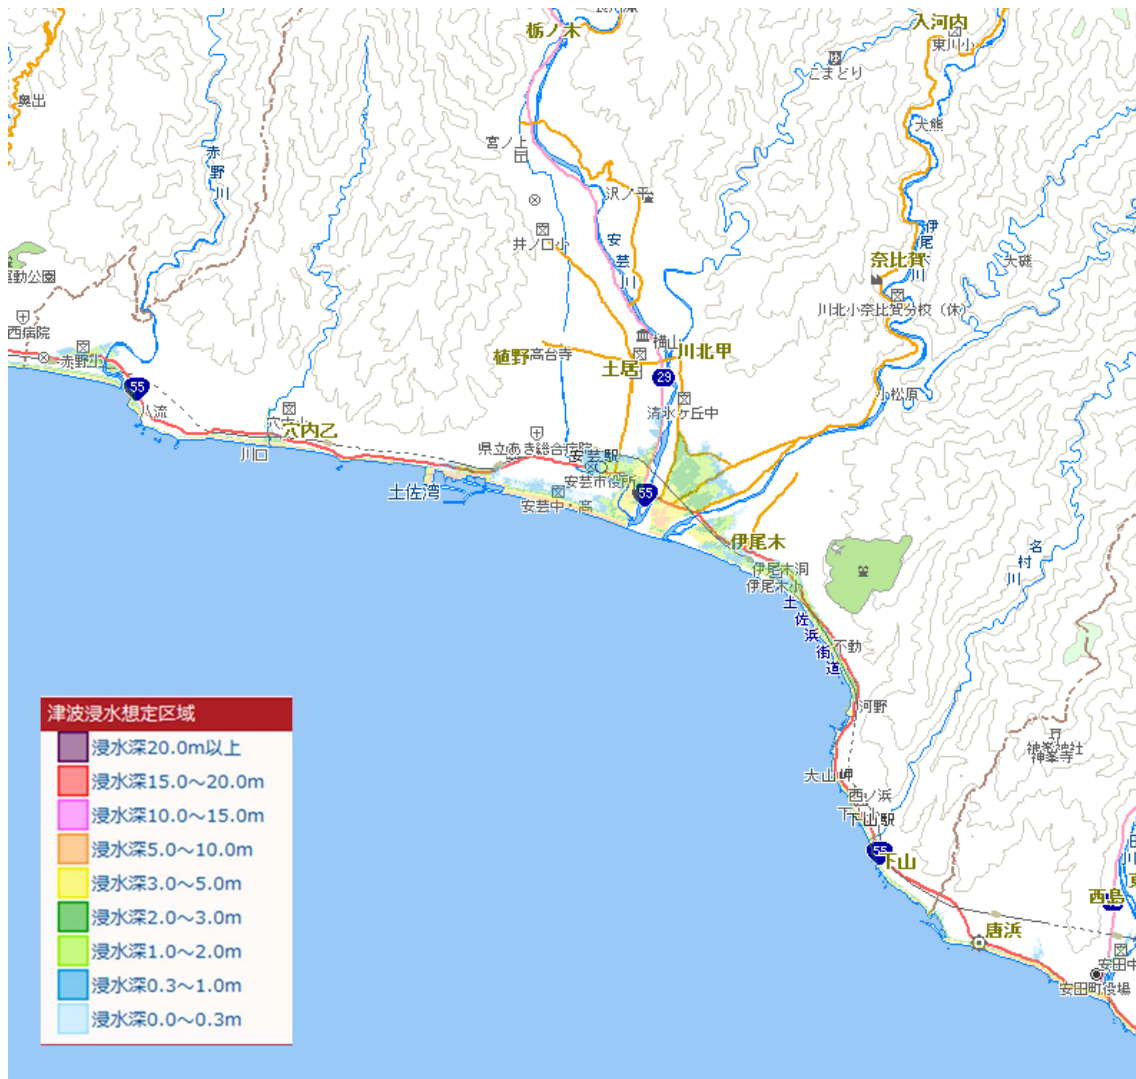 栃ノ木
入河内
東川小
こまどり
奥出
犬熊
宮ノ上
赤野川
沢ノ平
井ノ口小
安芸川
伊尾木川
奈比賀
大磯
運動公園
川北小奈比賀分校（休）
西病院
赤野小
植野
高台寺
横山
土居
川北甲
29
55
小松原
八流
清水ケ丘中
穴内小
穴内乙
川口
県立あき総合病院
安芸駅
安芸市役所
土佐湾
安芸中・高
55
伊尾木
名村川
伊尾木洞
伊尾木小
土佐浜街道
不動
河野
神峯神社
神峯寺
大山岬
西ノ浜
下山駅
55
下山
西島
唐浜
安田中
安田町役場
津波浸水想定区域
浸水深20.0m以上
浸水深15.0～20.0m
浸水深10.0～15.0m
浸水深5.0～10.0m
浸水深3.0～5.0m
浸水深2.0～3.0m
浸水深1.0～2.0m
浸水深0.3～1.0m
浸水深0.0～0.3m